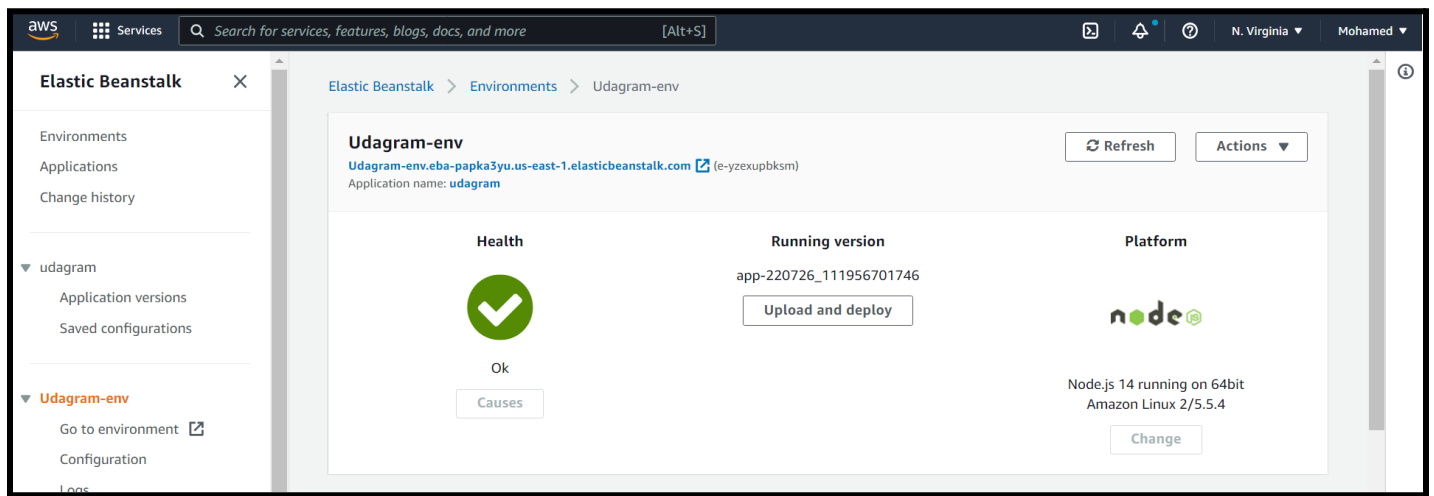 aws
Services
Search for services, features, blogs, docs, and more
[Alt+S]
N. Virginia ▼
Mohamed ▼
Elastic Beanstalk
Environments
Applications
Change history
udagram
Application versions
Saved configurations
Udagram-env
Go to environment
Configuration
Logs
Elastic Beanstalk > Environments > Udagram-env
Udagram-env
Udagram-env.eba-papka3yu.us-east-1.elasticbeanstalk.com (e-yzexupbksm)
Application name: udagram
Refresh
Actions ▼
Health
Ok
Causes
Running version
app-220726_111956701746
Upload and deploy
Platform
node JS
Node.js 14 running on 64bit
Amazon Linux 2/5.5.4
Change